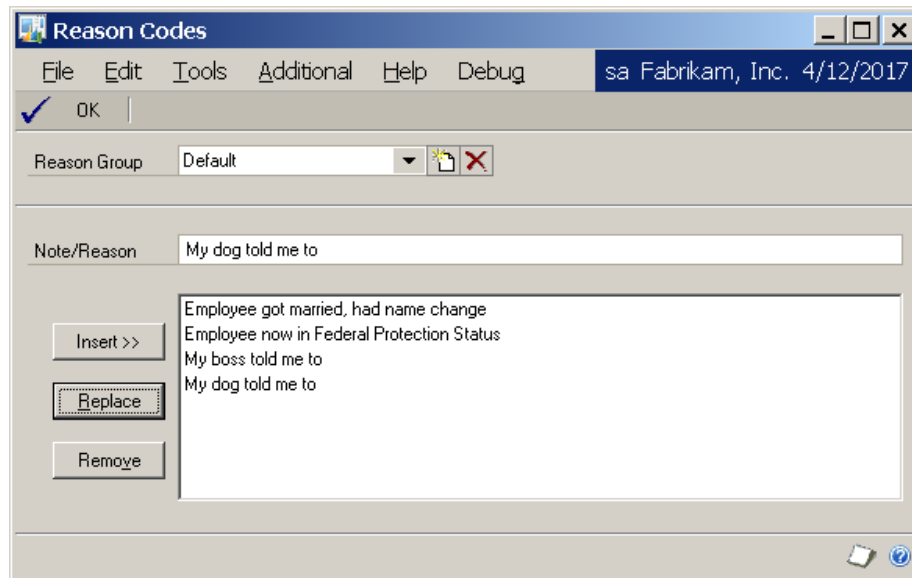 Reason Codes
File Edit Tools Additional Help Debug sa Fabrikam, Inc. 4/12/2017
OK
Reason Group Default
Note/Reason My dog told me to
Employee got married, had name change
Insert >> Employee now in Federal Protection Status
My boss told me to
Replace My dog told me to
Remove